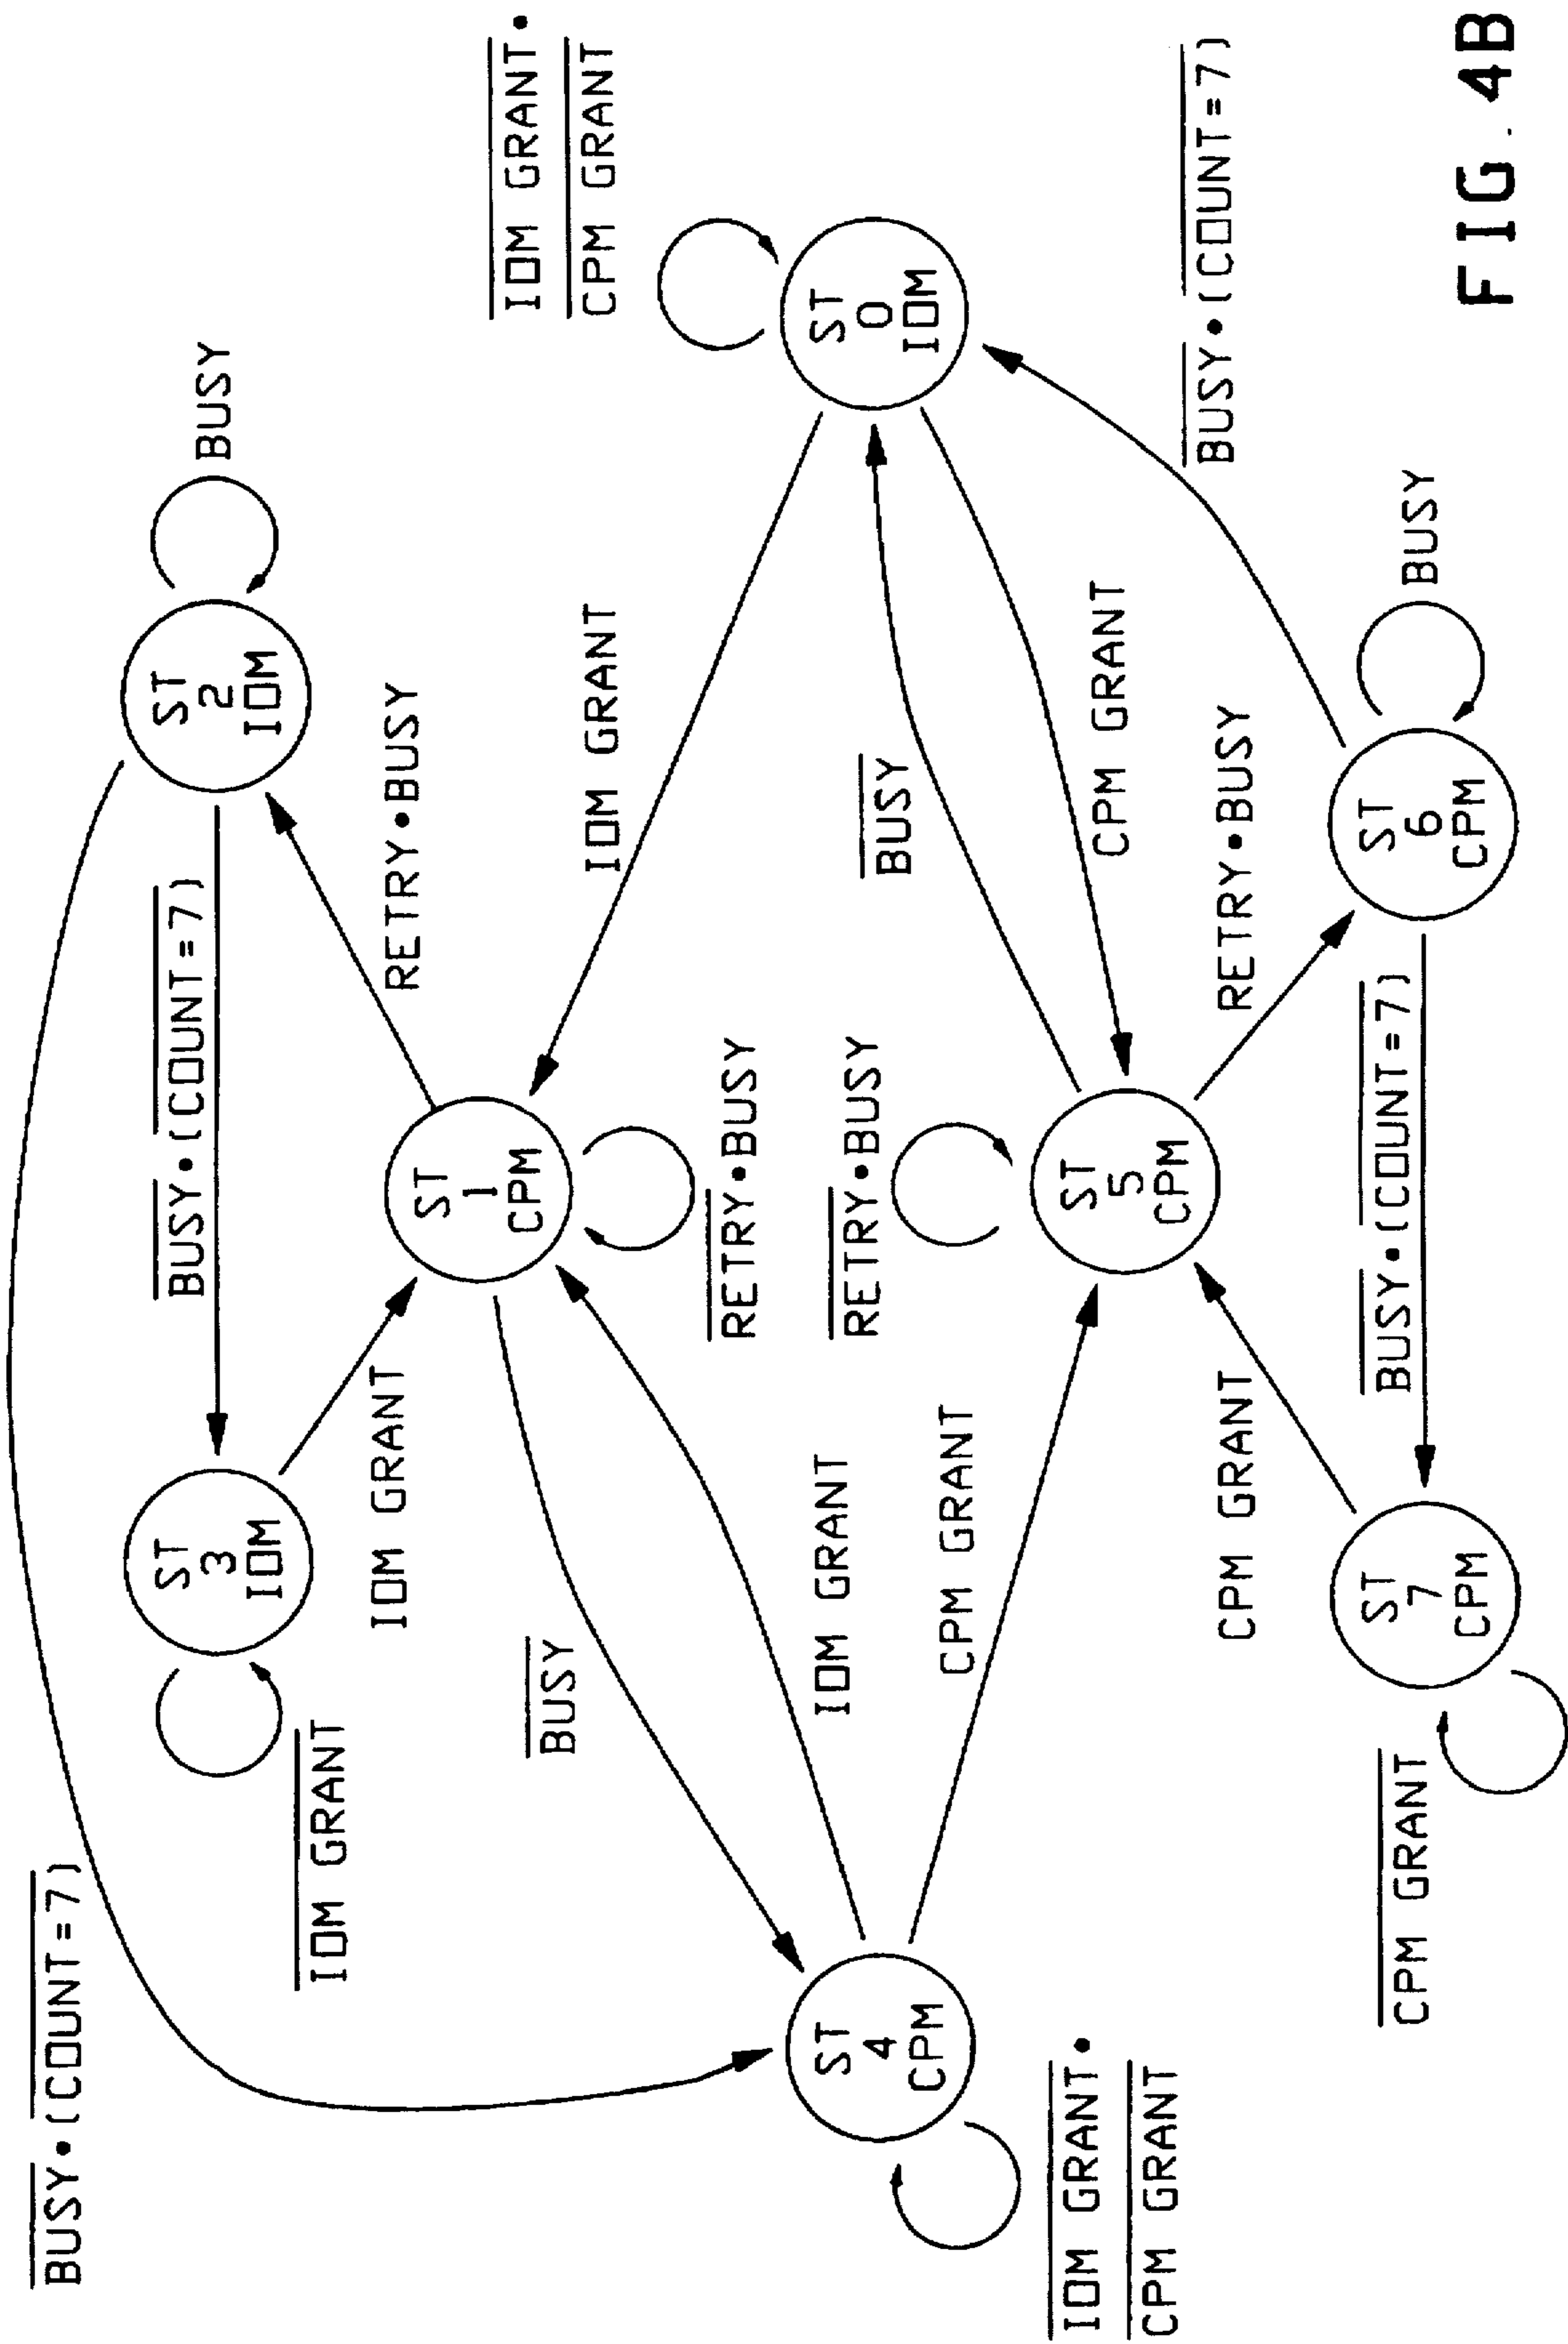 BUSY•(COUNT=7)
BUSY•(COUNT=7)
ST
3
IOM
ST
2
IOM
BUSY
IOM GRANT
IOM GRANT
RETRY•BUSY
ST
1
CPM
IOM GRANT•
CPM GRANT
BUSY
IOM GRANT
RETRY•BUSY
IOM GRANT
RETRY•BUSY
ST
4
CPM
BUSY
ST
0
IOM
CPM GRANT
IOM GRANT•
CPM GRANT
CPM GRANT
ST
5
CPM
BUSY•(COUNT=7)
CPM GRANT
RETRY•BUSY
CPM GRANT
BUSY•(COUNT=7)
ST
7
CPM
ST
6
CPM
BUSY
FIG. 4B